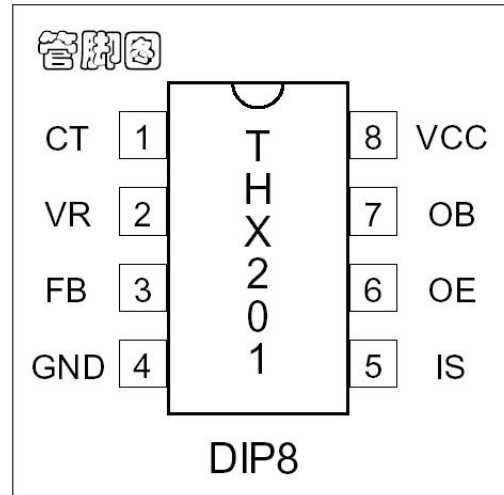 管脚图
CT 1 8 VCC
VR 2 7 OB
FB 3 6 OE
GND 4 5 IS
THX201
DIP8